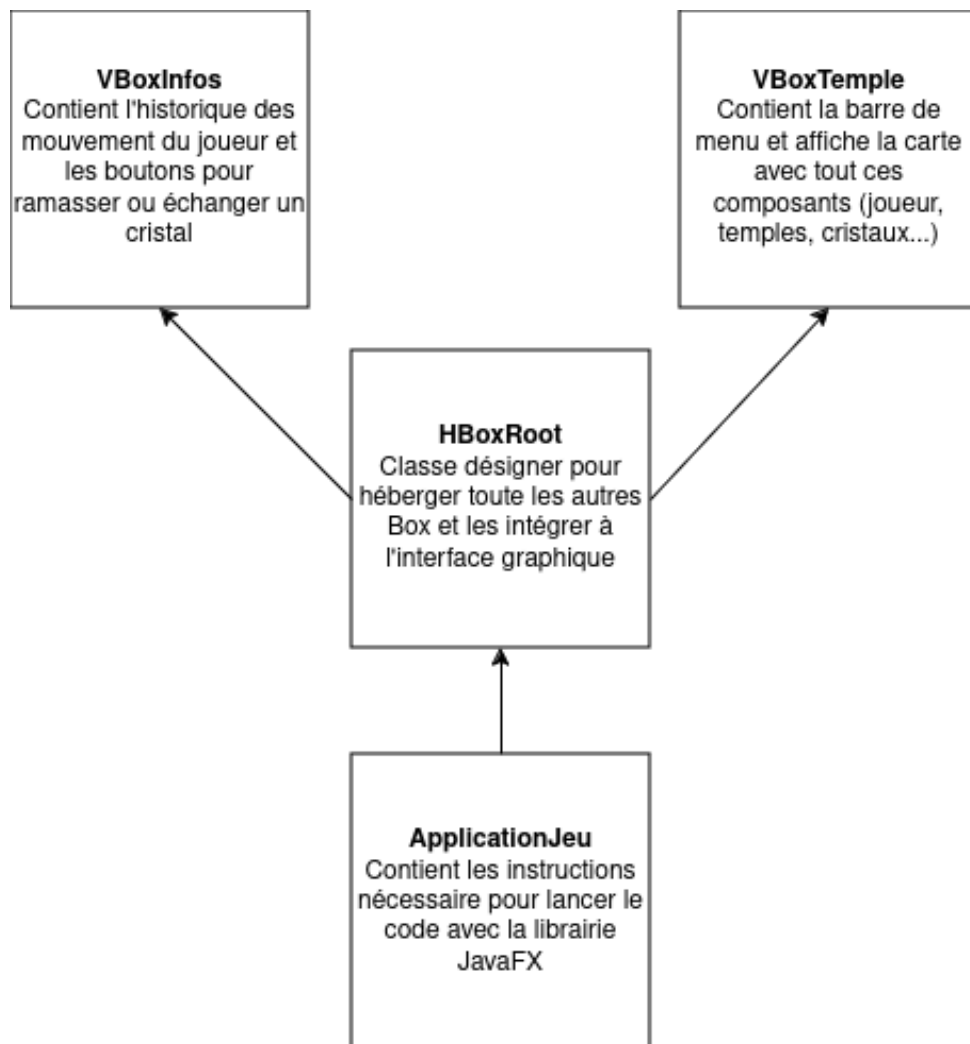 VBoxInfos
Contient l'historique des
mouvement du joueur et
les boutons pour
ramasser ou échanger un
cristal
VBoxTemple
Contient la barre de
menu et affiche la carte
avec tout ces
composants (joueur,
temples, cristaux...)
HBoxRoot
Classe désigner pour
héberger toute les autres
Box et les intégrer à
l'interface graphique
ApplicationJeu
Contient les instructions
nécessaire pour lancer le
code avec la librairie
JavaFX